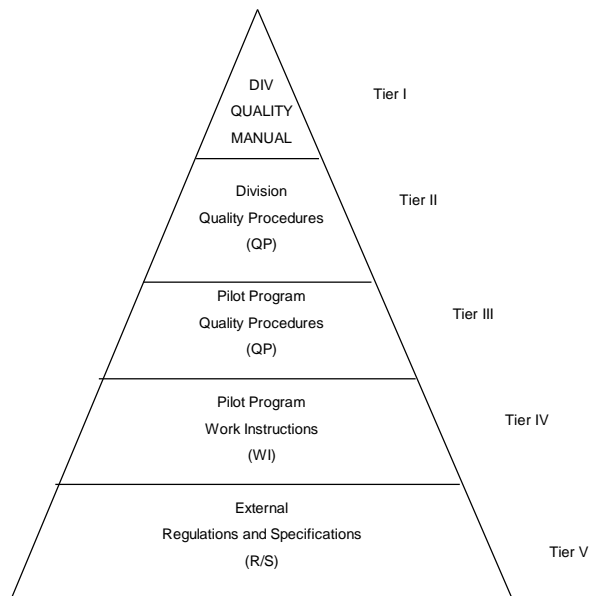 DIV
QUALITY
MANUAL
Tier I
Division
Quality Procedures
(QP)
Tier II
Pilot Program
Quality Procedures
(QP)
Tier III
Pilot Program
Work Instructions
(WI)
Tier IV
External
Regulations and Specifications
(R/S)
Tier V